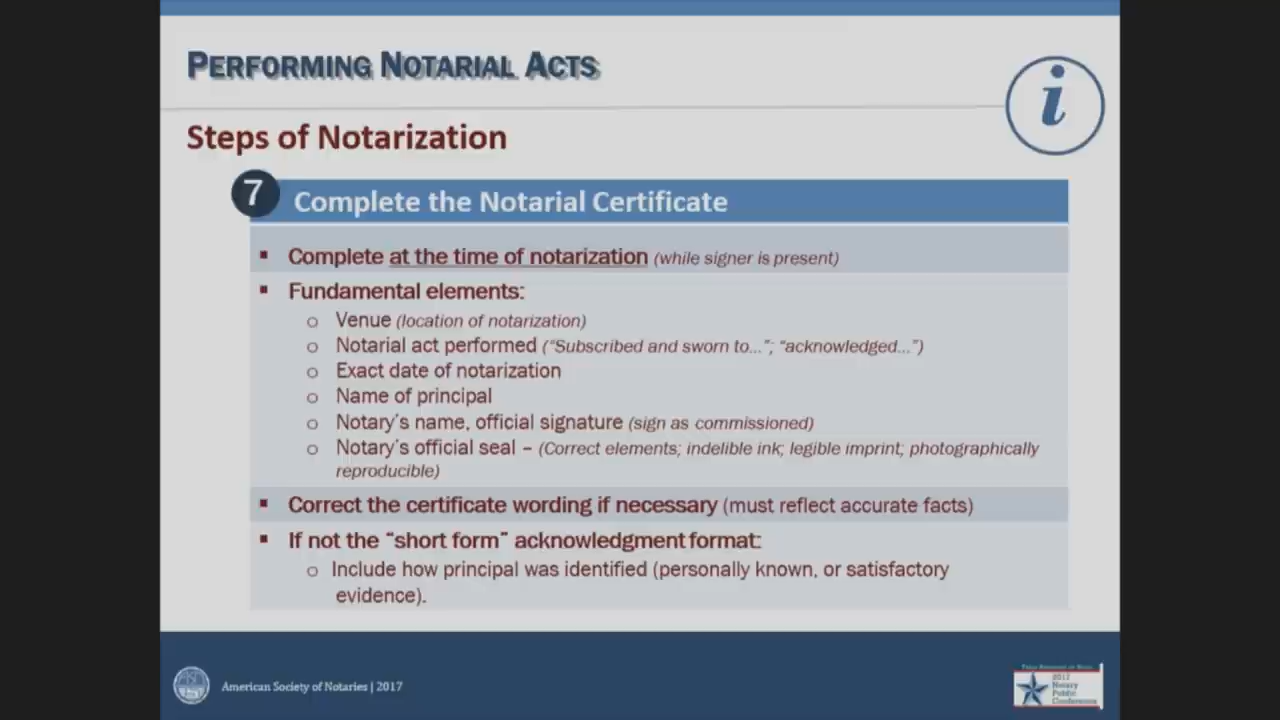 PERFORMING NOTARIAL ACTS
i
Steps of Notarization
7
Complete the Notarial Certificate
▪ Complete at the time of notarization (while signer is present)
▪ Fundamental elements:
o Venue (location of notarization)
o Notarial act performed (“Subscribed and sworn to...”; “acknowledged...”)
o Exact date of notarization
o Name of principal
o Notary’s name, official signature (sign as commissioned)
o Notary’s official seal – (Correct elements; indelible ink; legible imprint; photographically
reproducible)
▪ Correct the certificate wording if necessary (must reflect accurate facts)
▪ If not the “short form” acknowledgment format:
o Include how principal was identified (personally known, or satisfactory
evidence).
American Society of Notaries | 2017
2017
Notary
Public
Conference